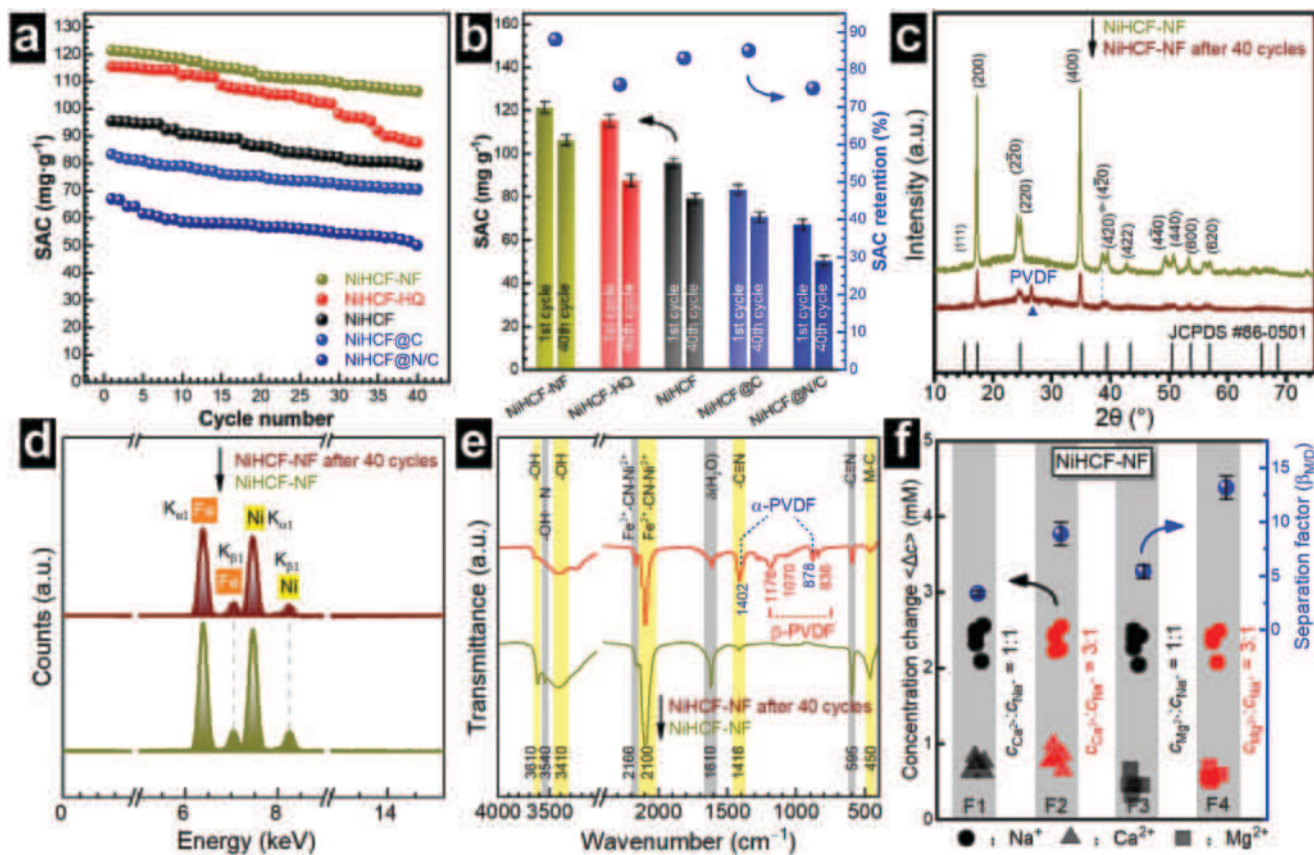 a
130
120
110
100
90
80
70
60
50
40
30
20
10
0
SAC (mg·g⁻¹)
NiHCF-NF
NiHCF-HQ
NiHCF
NiHCF@C
NiHCF@N/C
0 5 10 15 20 25 30 35 40
Cycle number
b
160
140
120
100
80
60
40
20
0
SAC (mg g⁻¹)
90
80
70
60
50
40
30
20
10
0
SAC retention (%)
1st cycle
40th cycle
1st cycle
40th cycle
1st cycle
40th cycle
1st cycle
40th cycle
1st cycle
40th cycle
NiHCF-NF
NiHCF-HQ
NiHCF
NiHCF@C
NiHCF@N/C
c
NiHCF-NF
NiHCF-NF after 40 cycles
Intensity (a.u.)
(111)
(200)
(22̄0)
(220)
(400)
(42̄0)
(420)
(422)
(44̄0)
(440)
(600)
(620)
PVDF
JCPDS #86-0501
10 20 30 40 50 60 70
2θ (°)
d
NiHCF-NF after 40 cycles
NiHCF-NF
Kα1
Fe
Kβ1
Fe
Ni
Kα1
Kβ1
Ni
Counts (a.u.)
0 6 8 14
Energy (keV)
e
-OH
-OH···N
-OH
Fe²⁺-CN-Ni²⁺
δ(H₂O)
-C≡N
-C≡N
M-C
α-PVDF
1402
1176
1070
878
836
β-PVDF
NiHCF-NF after 40 cycles
NiHCF-NF
3610
3540
3410
2166
2100
1610
1416
595
450
Transmittance (a.u.)
4000 3500 2000 1500 1000 500
Wavenumber (cm⁻¹)
f
NiHCF-NF
5
4
3
2
1
0
Concentration change <Δc> (mM)
15
10
5
0
Separation factor (βM/D)
cCa²⁺:cNa⁺ = 1:1
cCa²⁺:cNa⁺ = 3:1
cMg²⁺:cNa⁺ = 1:1
cMg²⁺:cNa⁺ = 3:1
F1 F2 F3 F4
: Na⁺ : Ca²⁺ : Mg²⁺